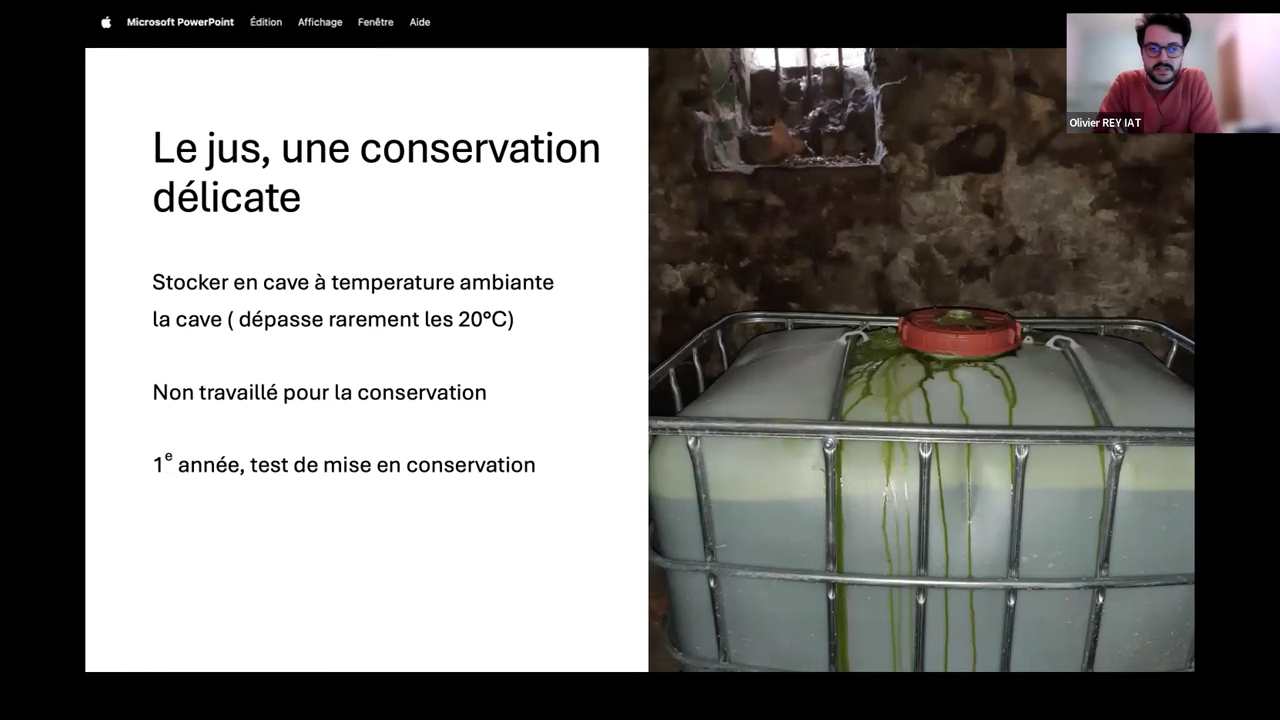 Microsoft PowerPoint Édition Affichage Fenêtre Aide
Olivier REY IAT
Le jus, une conservation
délicate
Stocker en cave à temperature ambiante
la cave ( dépasse rarement les 20°C)
Non travaillé pour la conservation
1e année, test de mise en conservation